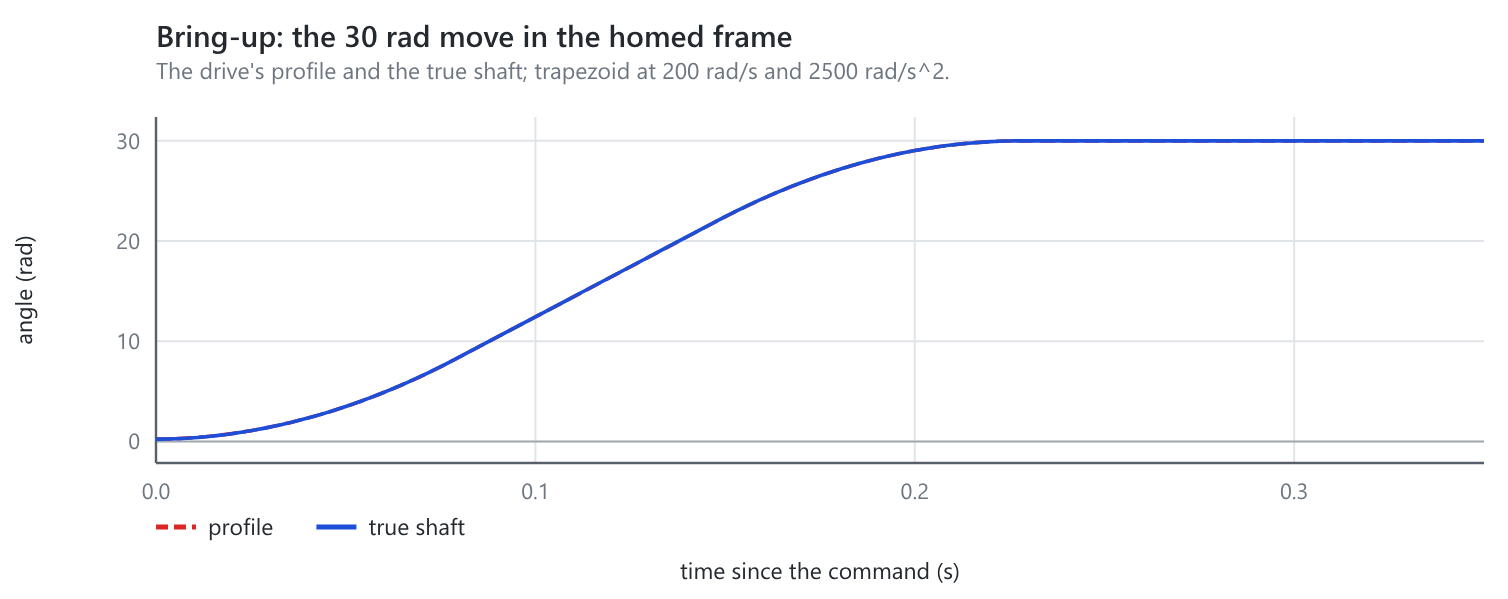 Bring-up: the 30 rad move in the homed frame
The drive's profile and the true shaft; trapezoid at 200 rad/s and 2500 rad/s^2.
angle (rad)
30
20
10
0
0.0 0.1 0.2 0.3
profile true shaft
time since the command (s)